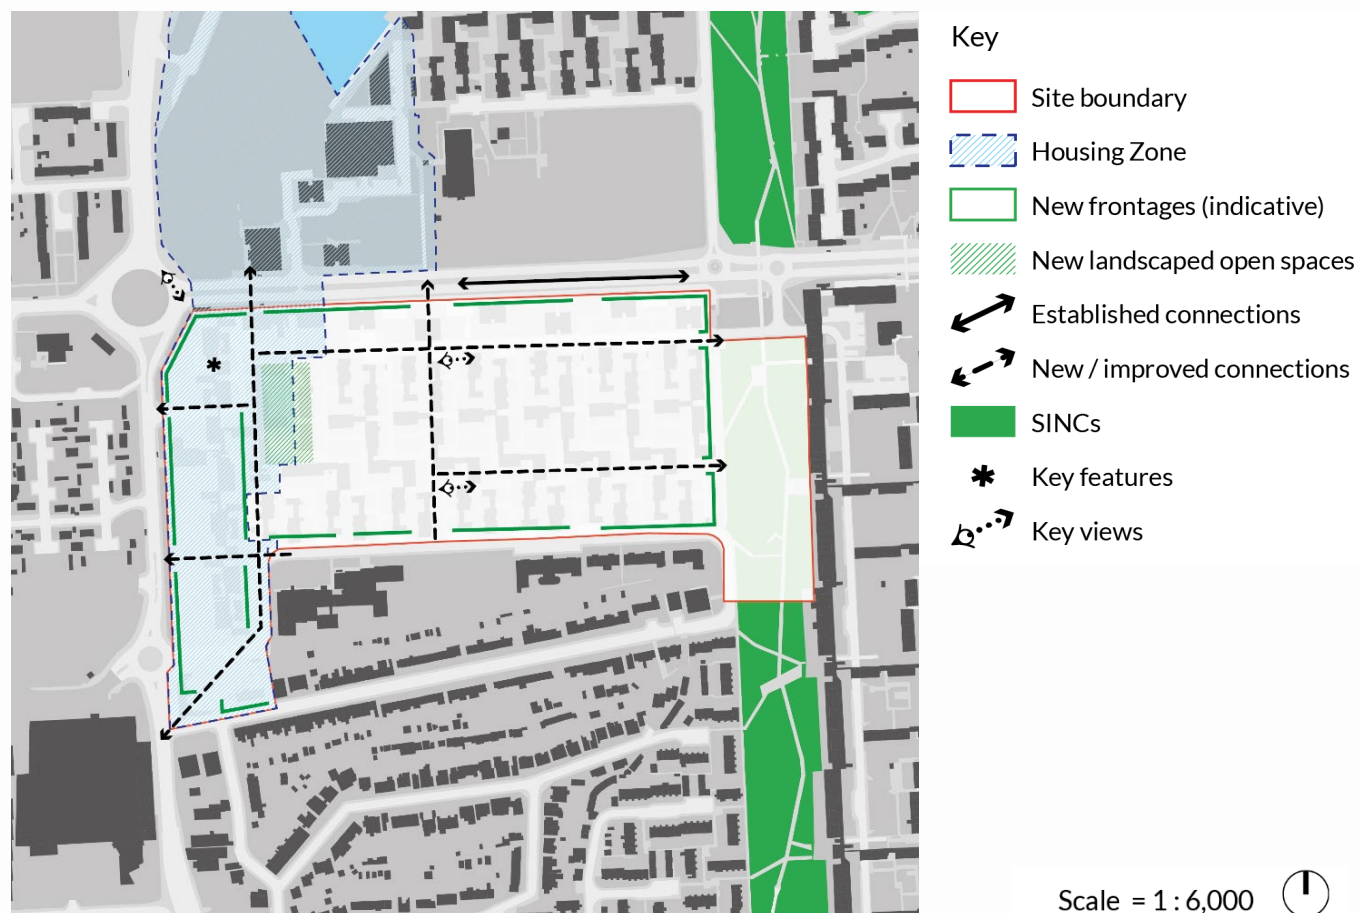 Key
Site boundary
Housing Zone
New frontages (indicative)
New landscaped open spaces
Established connections
New / improved connections
SINCs
Key features
Key views
Scale = 1 : 6,000